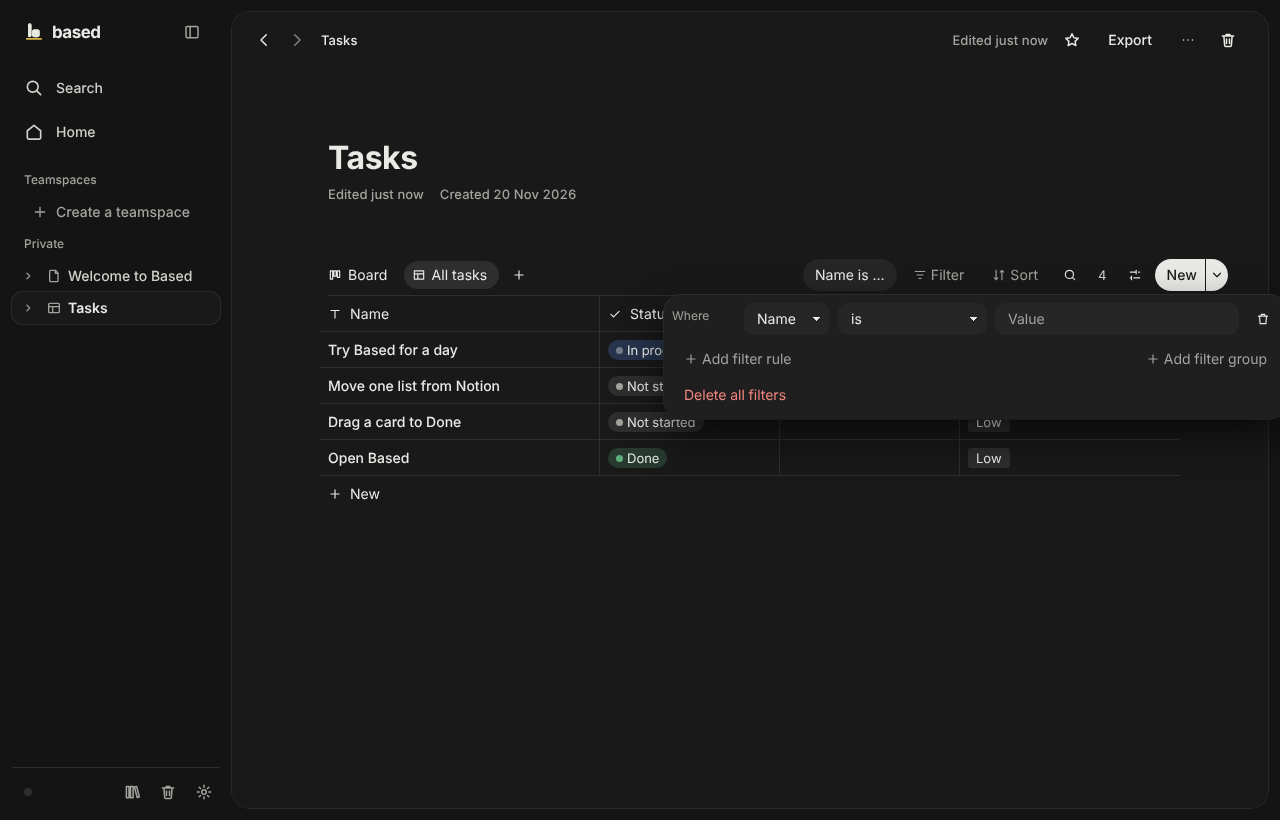 based
Tasks
Edited just now
Export
Search
Home
Teamspaces
Create a teamspace
Private
Welcome to Based
Tasks
Tasks
Edited just now Created 20 Nov 2026
Board All tasks
Name is ... Filter Sort 4 New
Name
Where Name is Value
Try Based for a day
Add filter rule Add filter group
Move one list from Notion
Delete all filters
Drag a card to Done Not started Low
Open Based Done Low
New